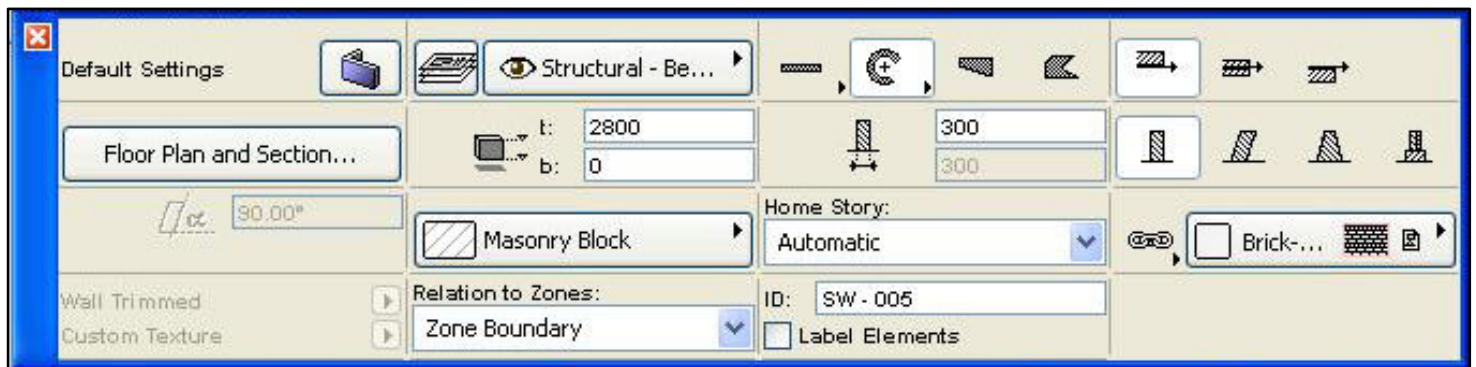 Default Settings
Structural - Be...
Floor Plan and Section...
t: 2800
b: 0
300
300
α 90.00°
Masonry Block
Home Story:
Automatic
Brick-...
Wall Trimmed
Custom Texture
Relation to Zones:
Zone Boundary
ID: SW - 005
Label Elements